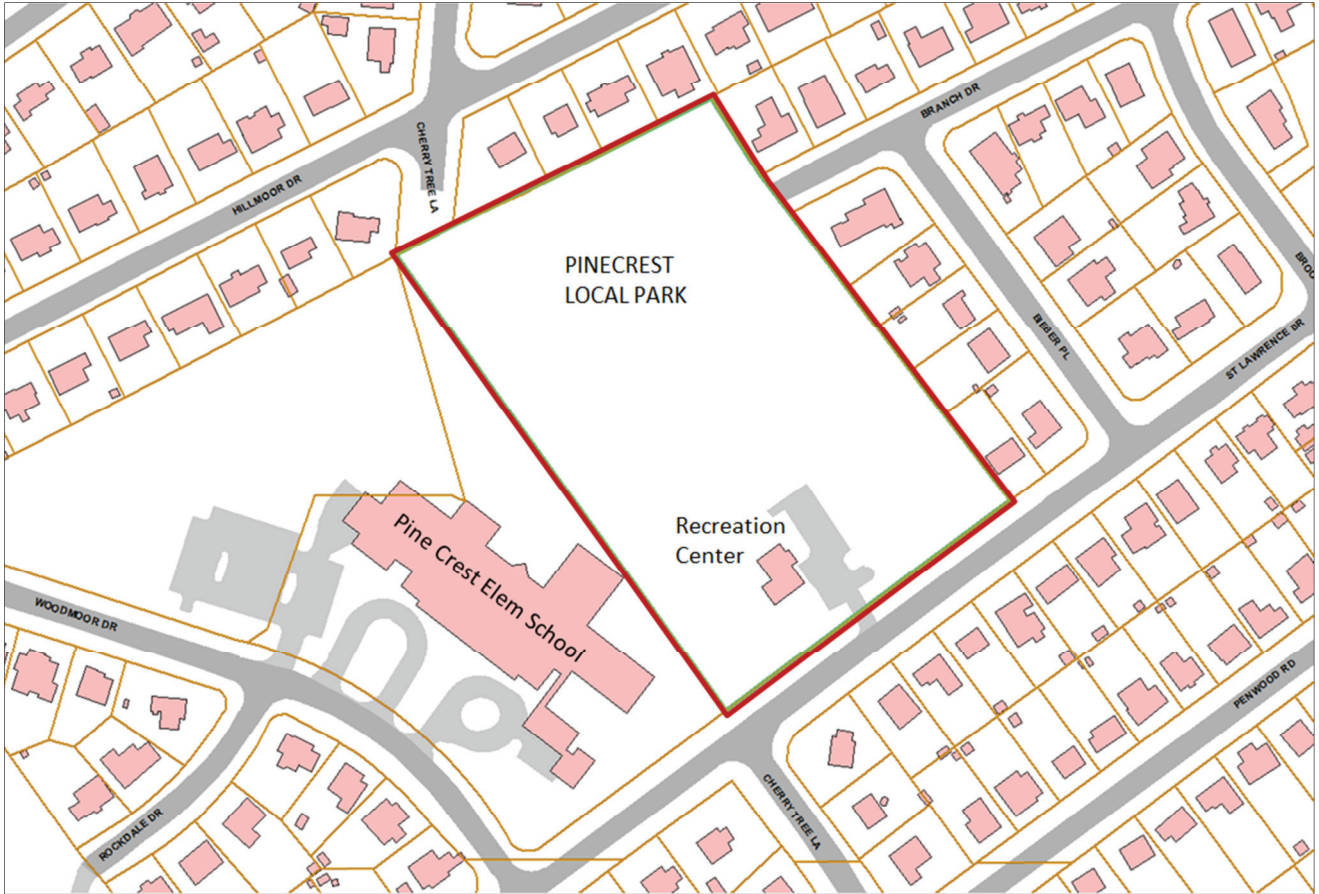 BRANCH DR
CHERRY TREE LA
HILLMOOR DR
PINECREST
LOCAL PARK
BIEBER PL
ST LAWRENCE DR
Recreation
Center
Pine Crest Elem School
WOODMOOR DR
PENWOOD RD
CHERRY TREE LA
ROCKDALE DR